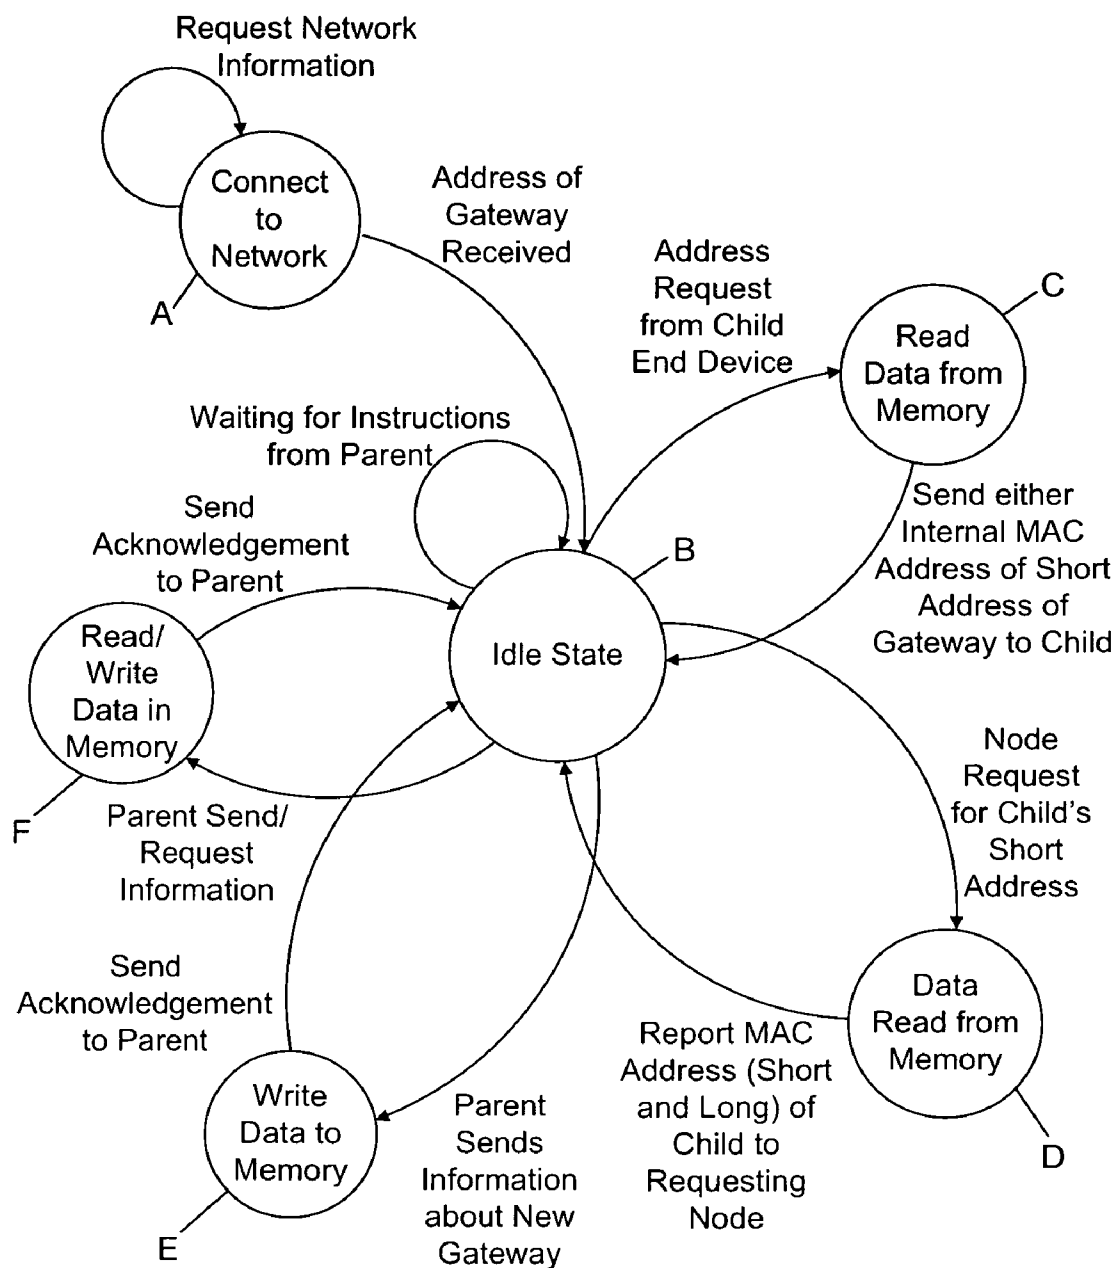 Request Network
Information
Connect
to
Network
A
Address of
Gateway
Received
Address
Request
from Child
End Device
C
Read
Data from
Memory
Waiting for Instructions
from Parent
Send
Acknowledgement
to Parent
B
Send either
Internal MAC
Address of Short
Address of
Gateway to Child
Idle State
Read/
Write
Data in
Memory
F
Parent Send/
Request
Information
Node
Request
for Child's
Short
Address
Send
Acknowledgement
to Parent
Data
Read from
Memory
D
Report MAC
Address (Short
and Long) of
Child to
Requesting
Node
Write
Data to
Memory
E
Parent
Sends
Information
about New
Gateway